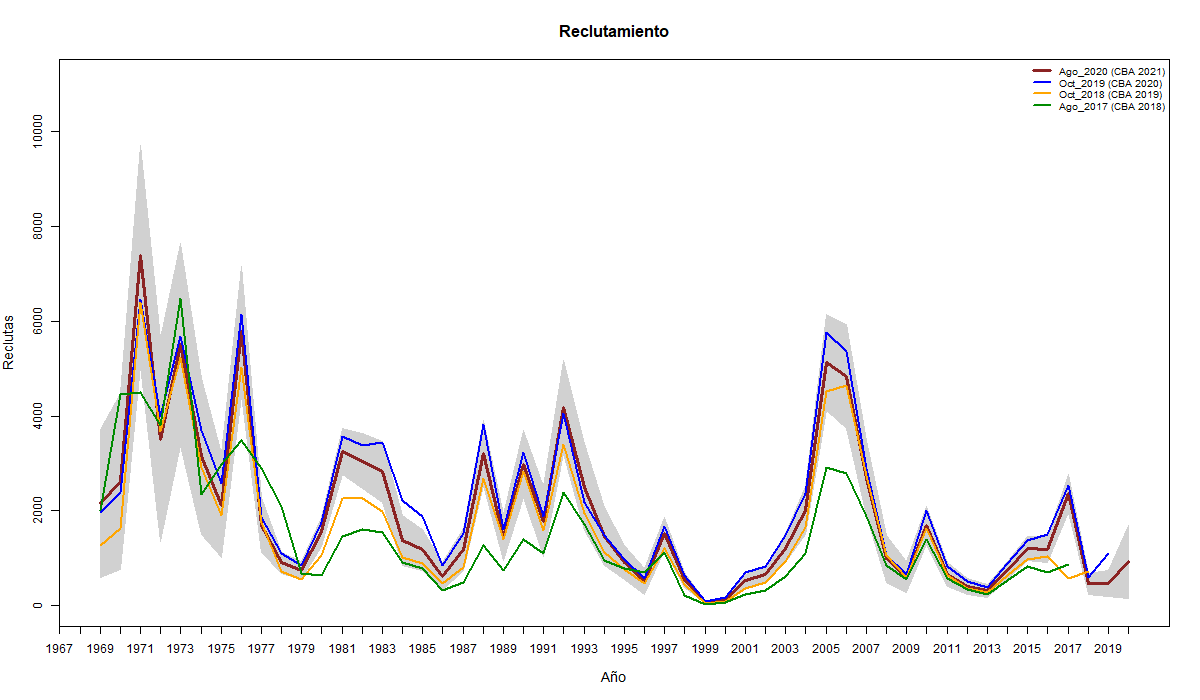 Reclutamiento
Ago_2020 (CBA 2021)
Oct_2019 (CBA 2020)
Oct_2018 (CBA 2019)
Ago_2017 (CBA 2018)
10000
8000
6000
4000
2000
0
Reclutas
1967 1969 1971 1973 1975 1977 1979 1981 1983 1985 1987 1989 1991 1993 1995 1997 1999 2001 2003 2005 2007 2009 2011 2013 2015 2017 2019
Año